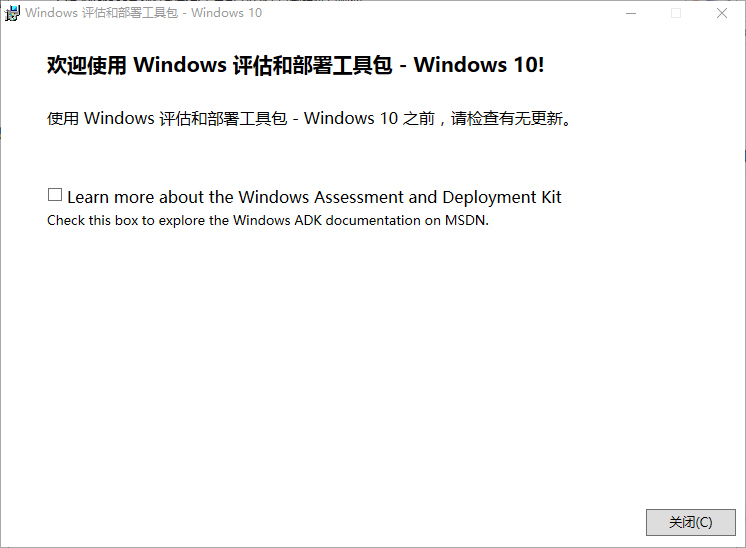 Windows 评估和部署工具包 - Windows 10
欢迎使用 Windows 评估和部署工具包 - Windows 10!
使用 Windows 评估和部署工具包 - Windows 10 之前，请检查有无更新。
Learn more about the Windows Assessment and Deployment Kit
Check this box to explore the Windows ADK documentation on MSDN.
关闭(C)